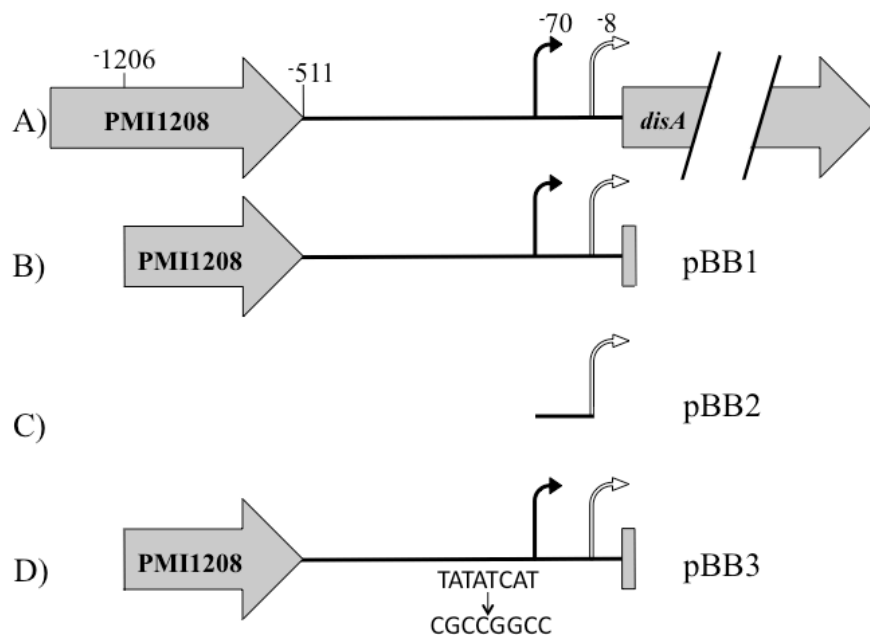 -70 -8
-1206
-511
A) PMI1208 disA
B) PMI1208 pBB1
C) pBB2
D) PMI1208 pBB3
TATATCAT
CGCCGGCC